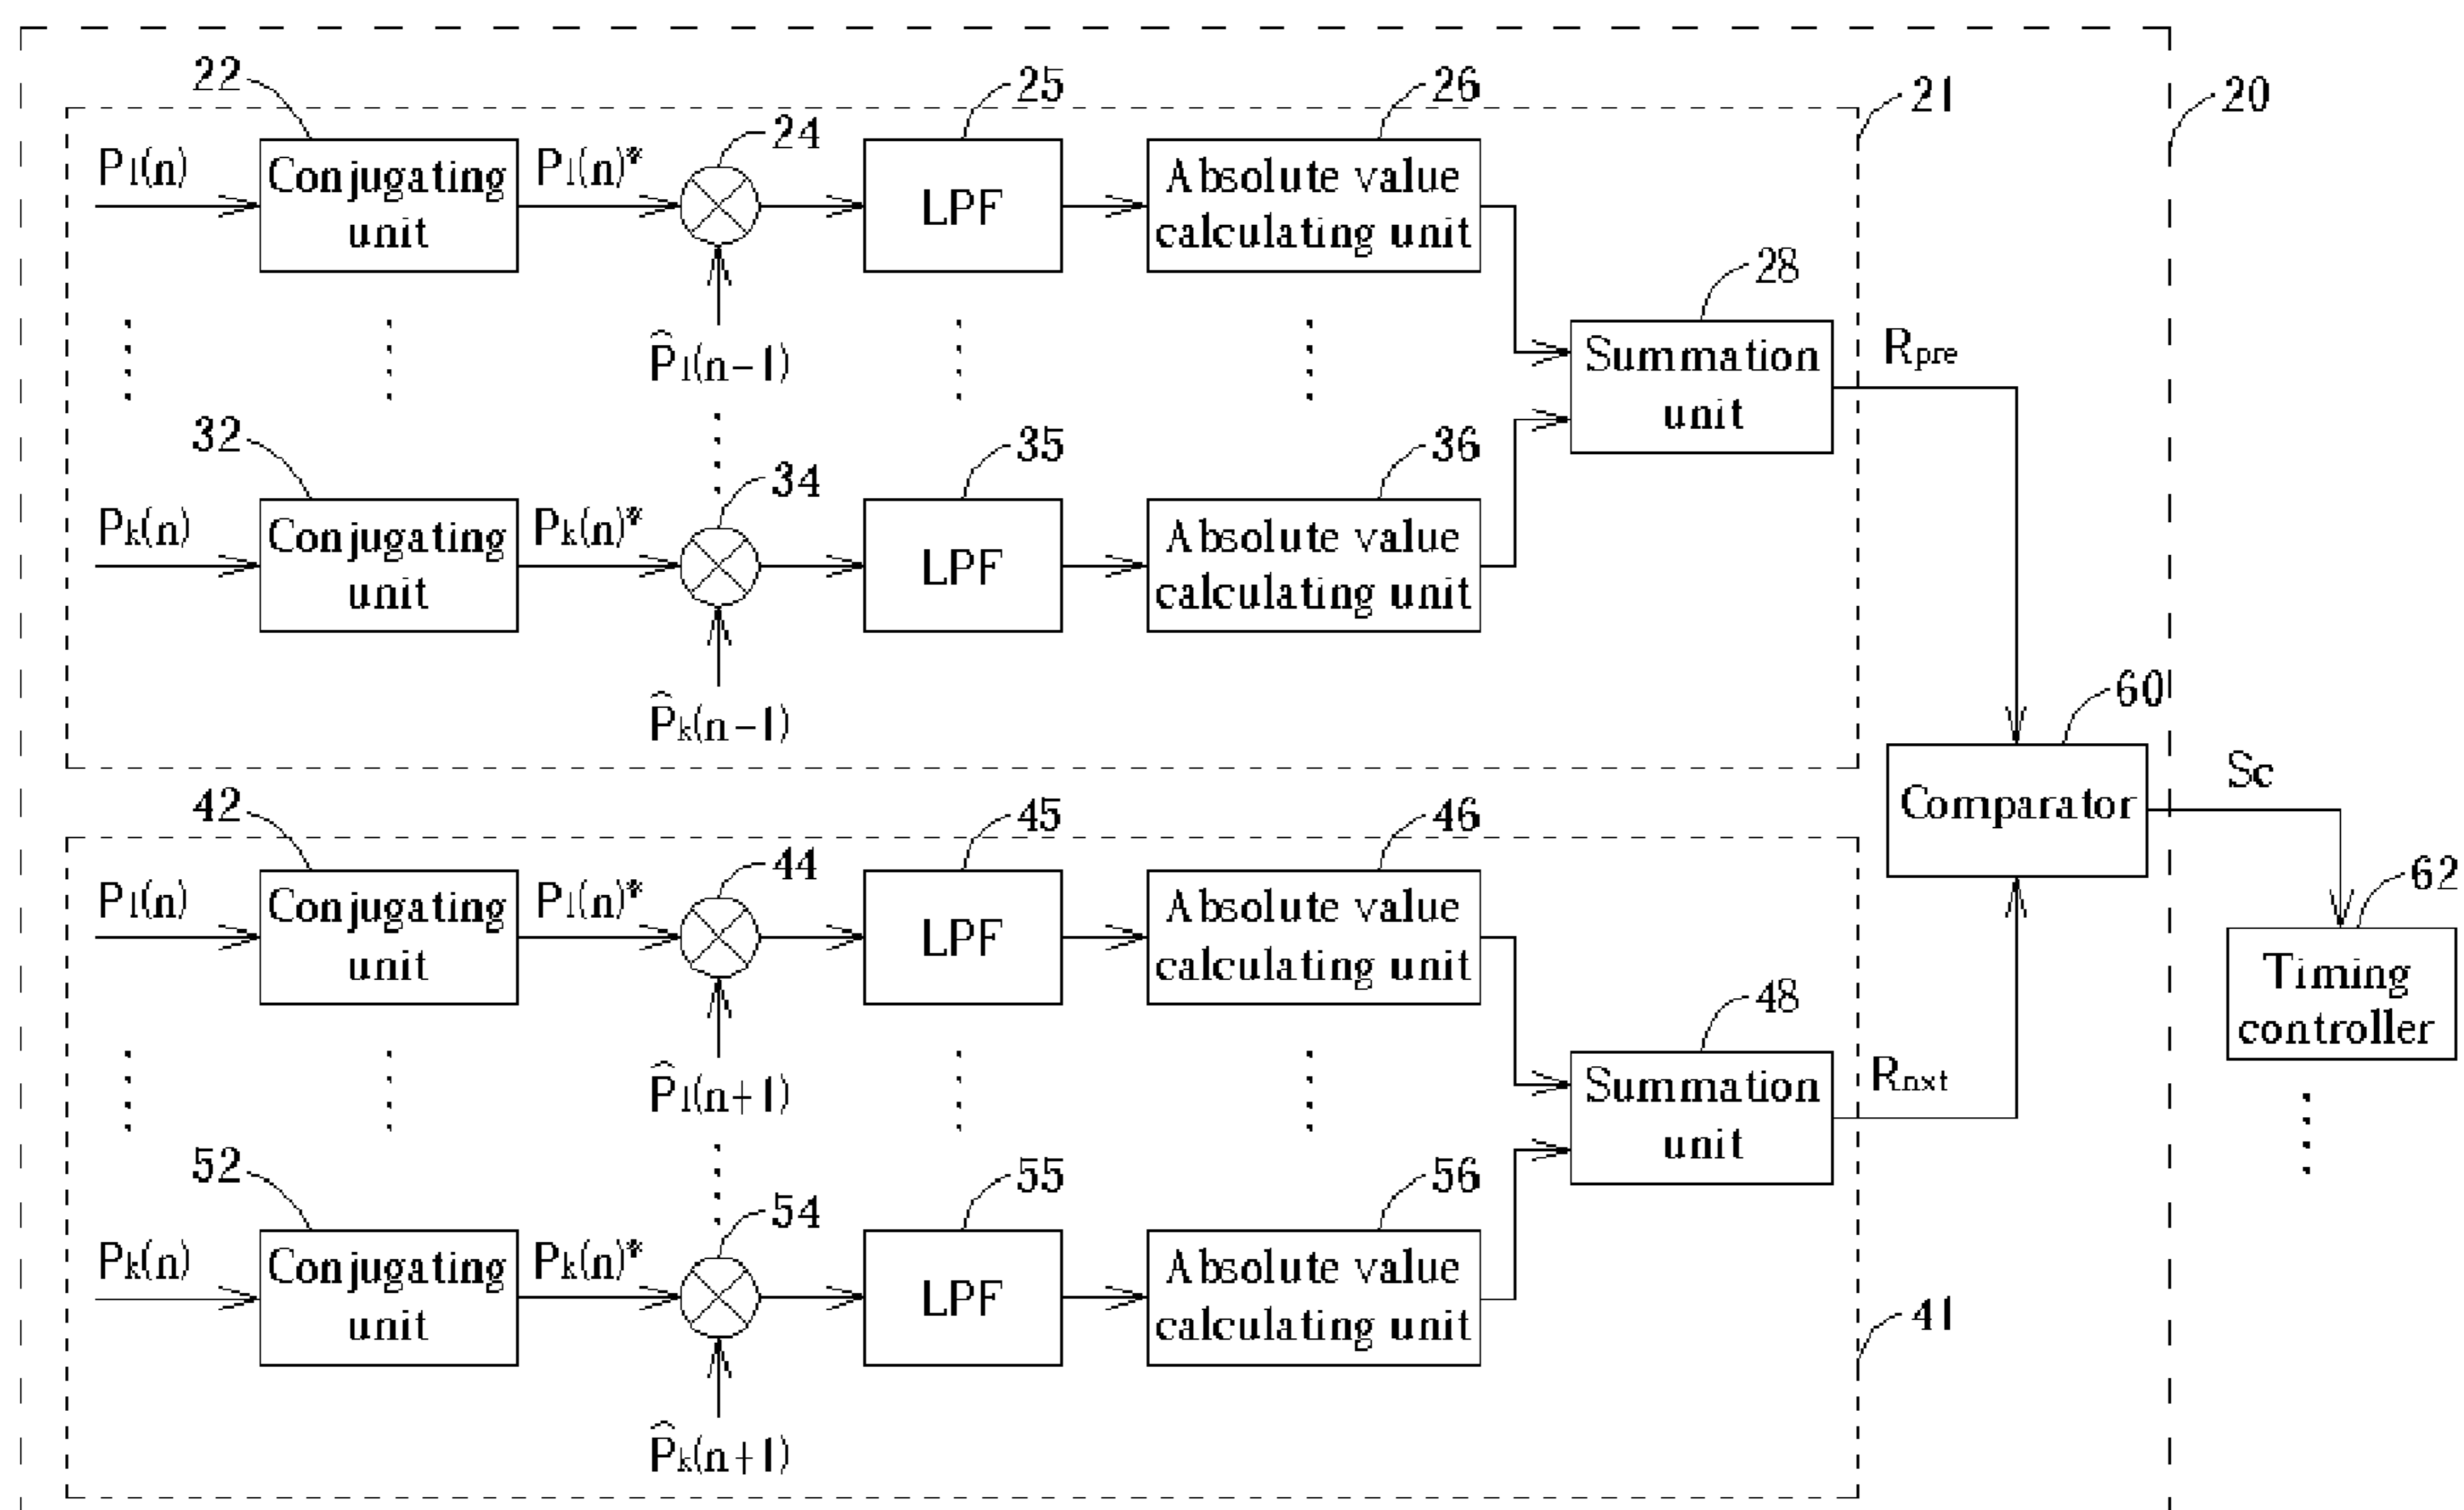 22
25
26
21
20
P1(n)
Conjugating
unit
P1(n)*
24
LPF
Absolute value
calculating unit
28
P̂1(n-1)
Summation
unit
Rpre
32
34
35
36
Pk(n)
Conjugating
unit
Pk(n)*
LPF
Absolute value
calculating unit
P̂k(n-1)
60
Comparator
Sc
42
44
45
46
62
P1(n)
Conjugating
unit
P1(n)*
LPF
Absolute value
calculating unit
Timing
controller
48
P̂1(n+1)
Summation
unit
Rnxt
52
54
55
56
Pk(n)
Conjugating
unit
Pk(n)*
LPF
Absolute value
calculating unit
41
P̂k(n+1)